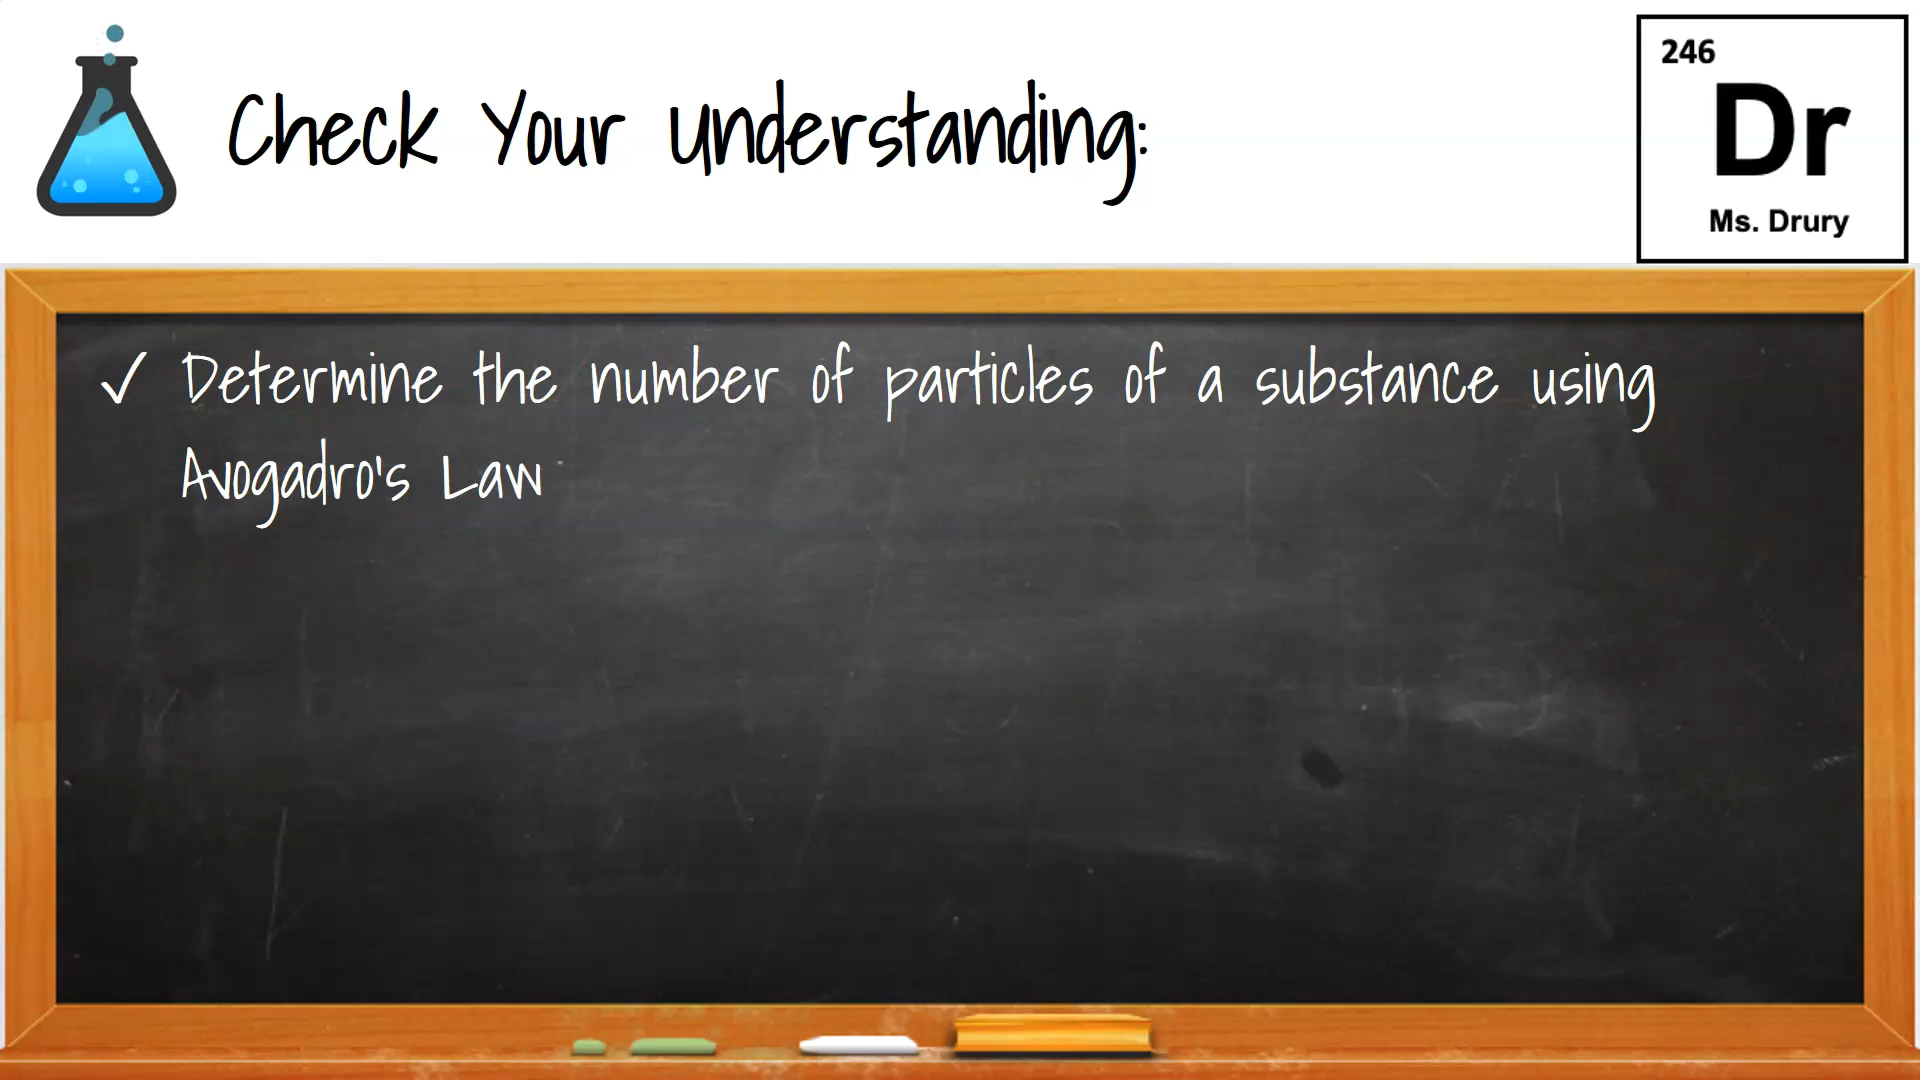 Check Your Understanding:
246
Dr
Ms. Drury
✓ Determine the number of particles of a substance using
Avogadro's Law